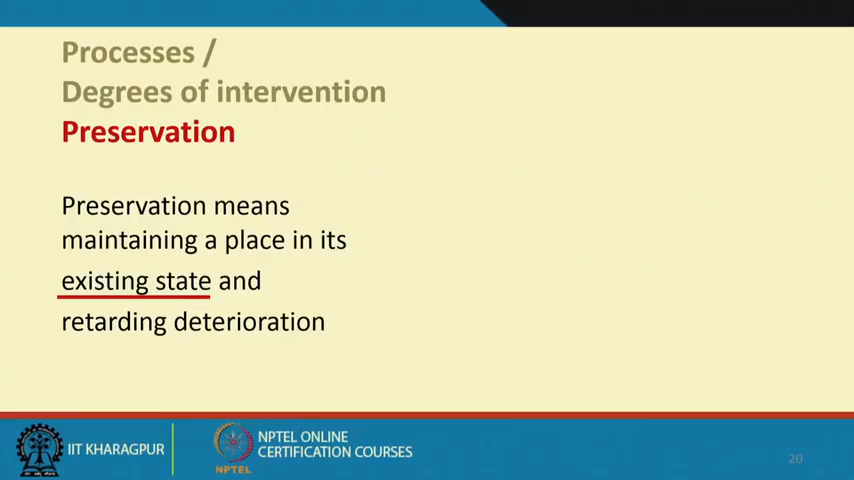 Processes /
Degrees of intervention
Preservation
Preservation means
maintaining a place in its
existing state and
retarding deterioration
IIT KHARAGPUR
NPTEL
NPTEL ONLINE
CERTIFICATION COURSES
20